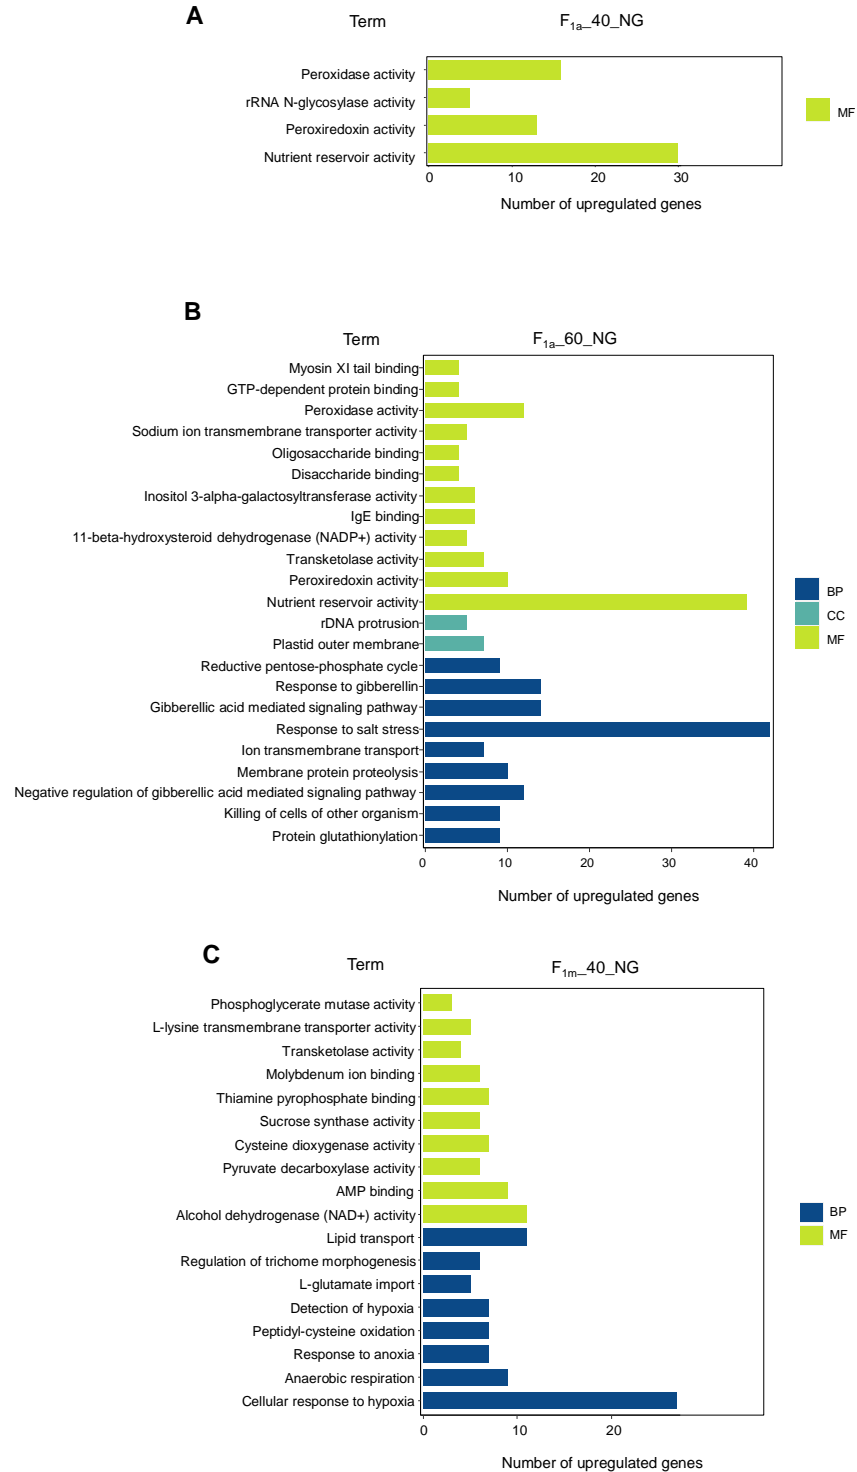 A
Term
F1a_40_NG
Peroxidase activity
rRNA N-glycosylase activity
Peroxiredoxin activity
Nutrient reservoir activity
0 10 20 30
Number of upregulated genes
MF
B
Term
F1a_60_NG
Myosin XI tail binding
GTP-dependent protein binding
Peroxidase activity
Sodium ion transmembrane transporter activity
Oligosaccharide binding
Disaccharide binding
Inositol 3-alpha-galactosyltransferase activity
IgE binding
11-beta-hydroxysteroid dehydrogenase (NADP+) activity
Transketolase activity
Peroxiredoxin activity
Nutrient reservoir activity
rDNA protrusion
Plastid outer membrane
Reductive pentose-phosphate cycle
Response to gibberellin
Gibberellic acid mediated signaling pathway
Response to salt stress
Ion transmembrane transport
Membrane protein proteolysis
Negative regulation of gibberellic acid mediated signaling pathway
Killing of cells of other organism
Protein glutathionylation
0 10 20 30 40
Number of upregulated genes
BP
CC
MF
C
Term
F1m_40_NG
Phosphoglycerate mutase activity
L-lysine transmembrane transporter activity
Transketolase activity
Molybdenum ion binding
Thiamine pyrophosphate binding
Sucrose synthase activity
Cysteine dioxygenase activity
Pyruvate decarboxylase activity
AMP binding
Alcohol dehydrogenase (NAD+) activity
Lipid transport
Regulation of trichome morphogenesis
L-glutamate import
Detection of hypoxia
Peptidyl-cysteine oxidation
Response to anoxia
Anaerobic respiration
Cellular response to hypoxia
0 10 20
Number of upregulated genes
BP
MF